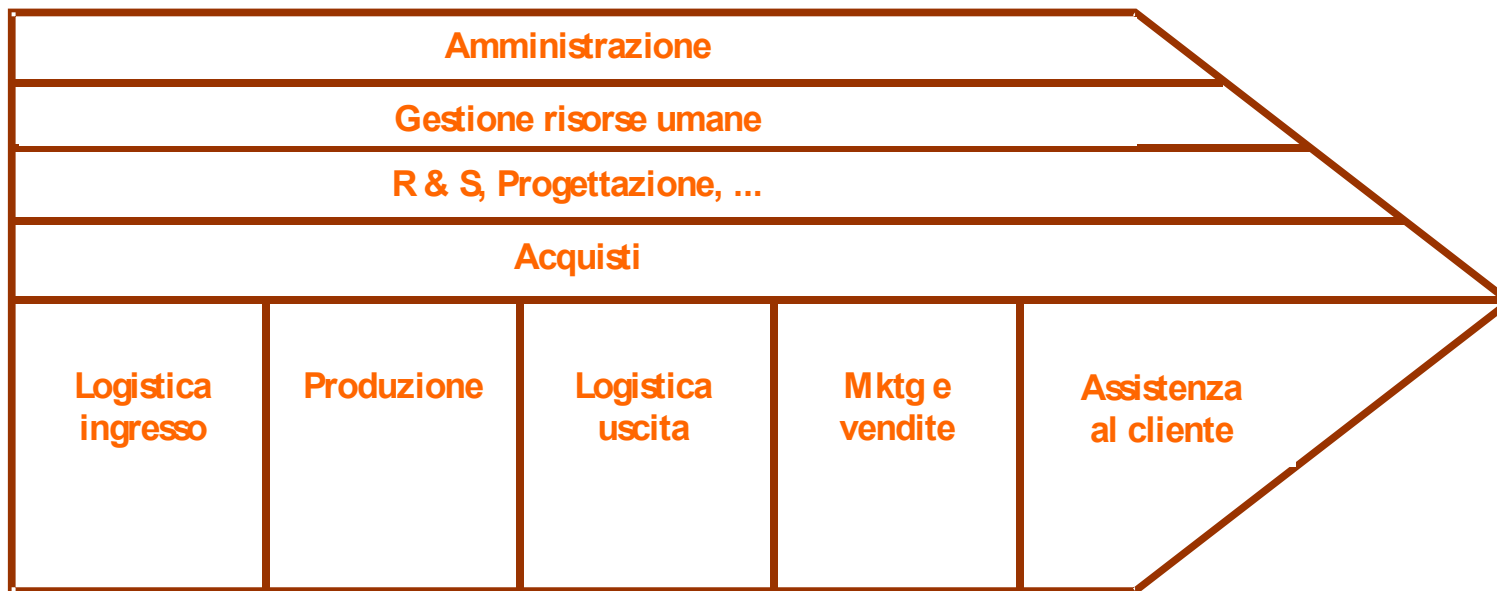 Amministrazione
Gestione risorse umane
R & S, Progettazione, ...
Acquisti
Logistica
ingresso
Produzione
Logistica
uscita
Mktg e
vendite
Assistenza
al cliente